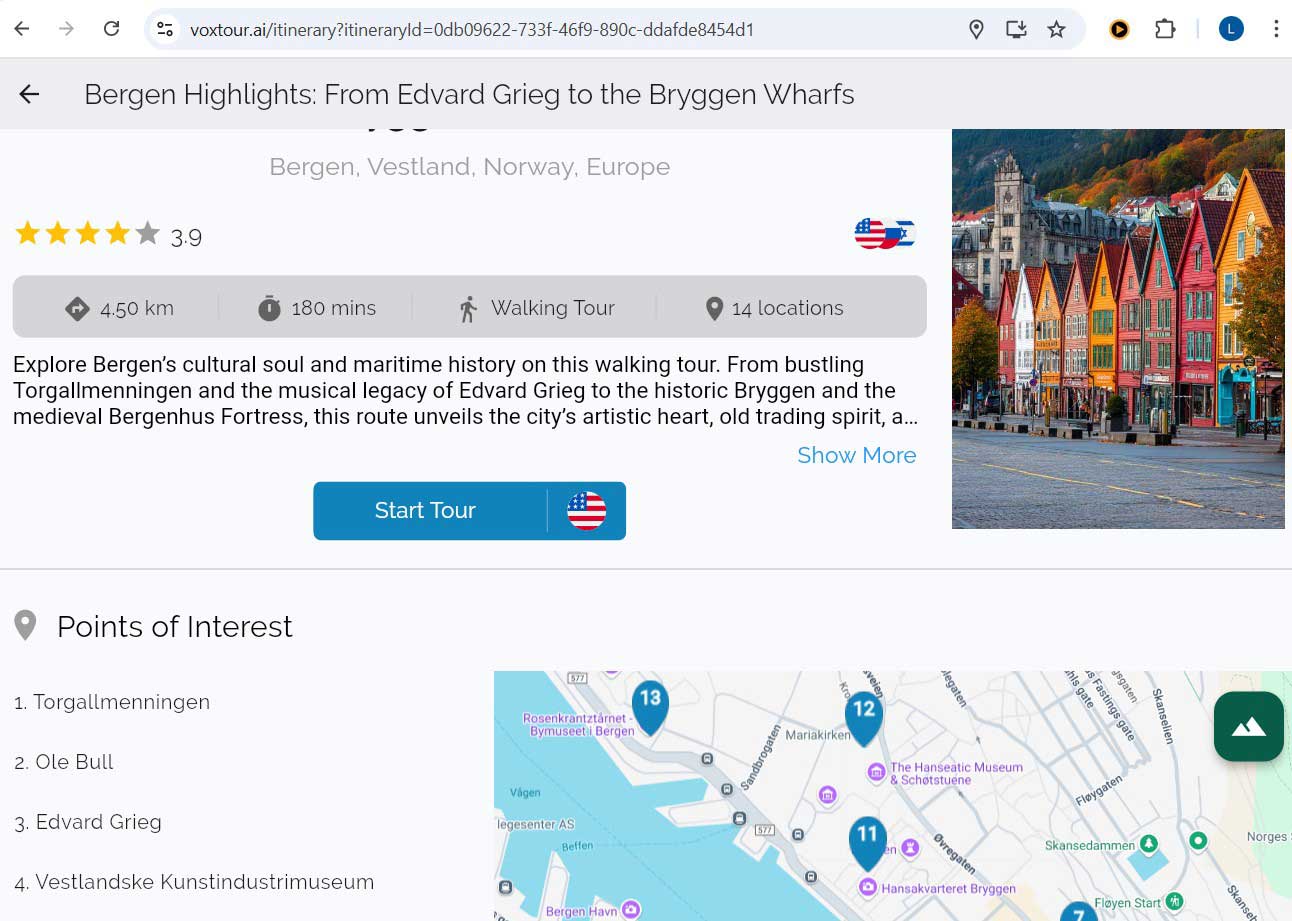 voxtour.ai/itinerary?itineraryId=0db09622-733f-46f9-890c-ddafde8454d1
L
Bergen Highlights: From Edvard Grieg to the Bryggen Wharfs
Bergen, Vestland, Norway, Europe
3.9
4.50 km
180 mins
Walking Tour
14 locations
Explore Bergen’s cultural soul and maritime history on this walking tour. From bustling
Torgallmenningen and the musical legacy of Edvard Grieg to the historic Bryggen and the
medieval Bergenhus Fortress, this route unveils the city’s artistic heart, old trading spirit, a…
Show More
Start Tour
Points of Interest
1. Torgallmenningen
2. Ole Bull
3. Edvard Grieg
4. Vestlandske Kunstindustrimuseum
577
13
12
Rosenkrantztårnet -
Bymuseet i Bergen
Mariakirken
Sandbrogaten
The Hanseatic Museum
& Schøtstuene
Skanselien
Fløygaten
Vågen
legesenter AS
577
Beffen
11
Øvregaten
Skansedammen
Norges
Hansakvarteret Bryggen
Bergen Havn
Fløyen Start
7